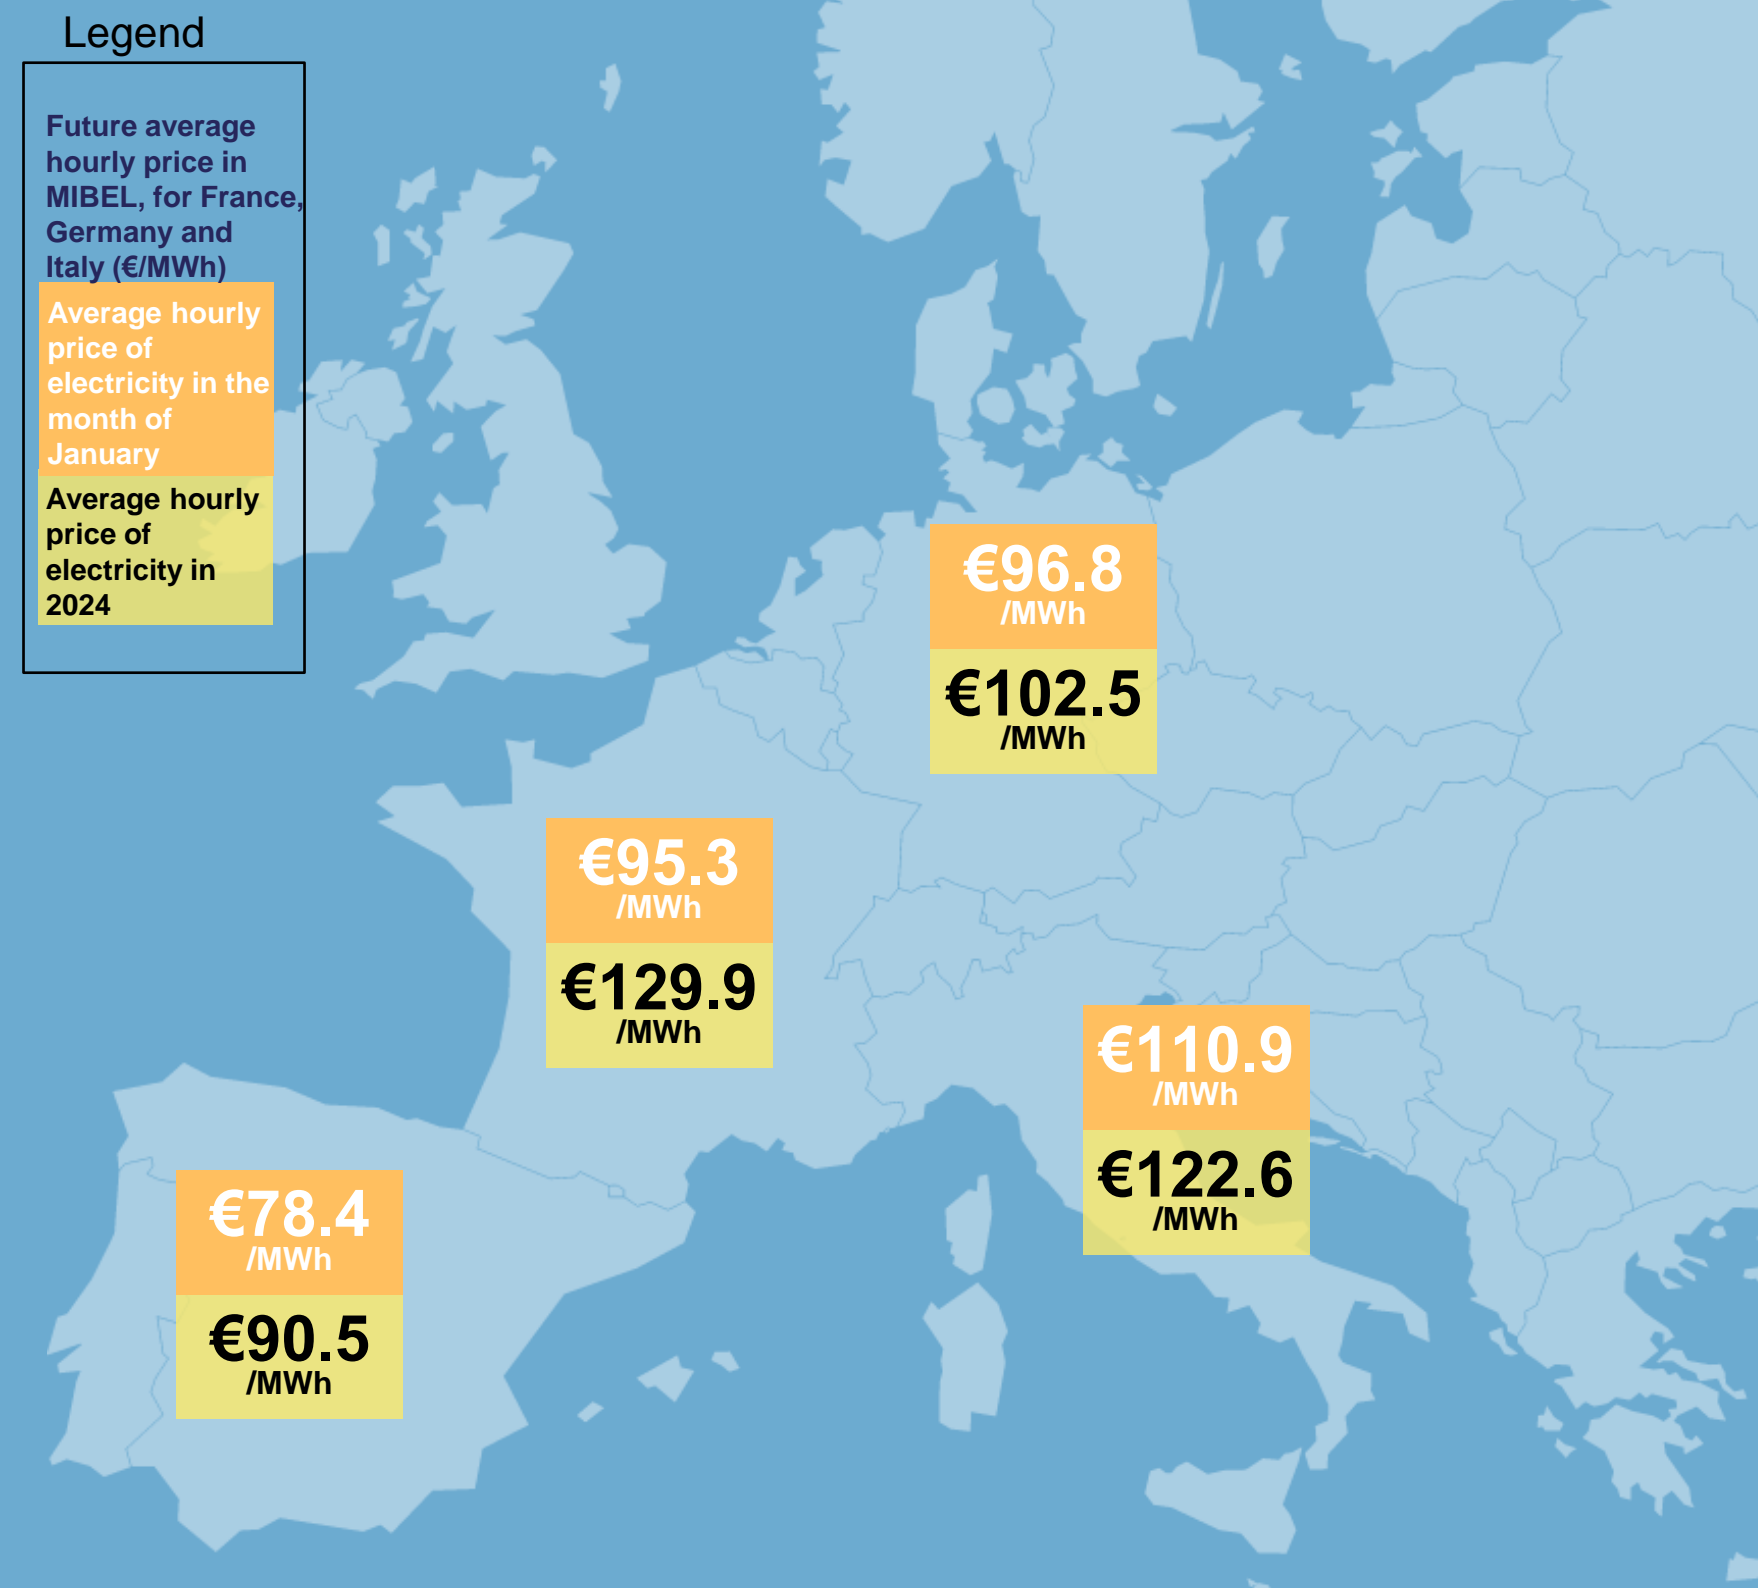 Legend
Future average
hourly price in
MIBEL, for France,
Germany and
Italy (€/MWh)
Average hourly
price of
electricity in the
month of
January
Average hourly
price of
electricity in
2024
€96.8
/MWh
€102.5
/MWh
€95.3
/MWh
€129.9
/MWh
€110.9
/MWh
€122.6
/MWh
€78.4
/MWh
€90.5
/MWh